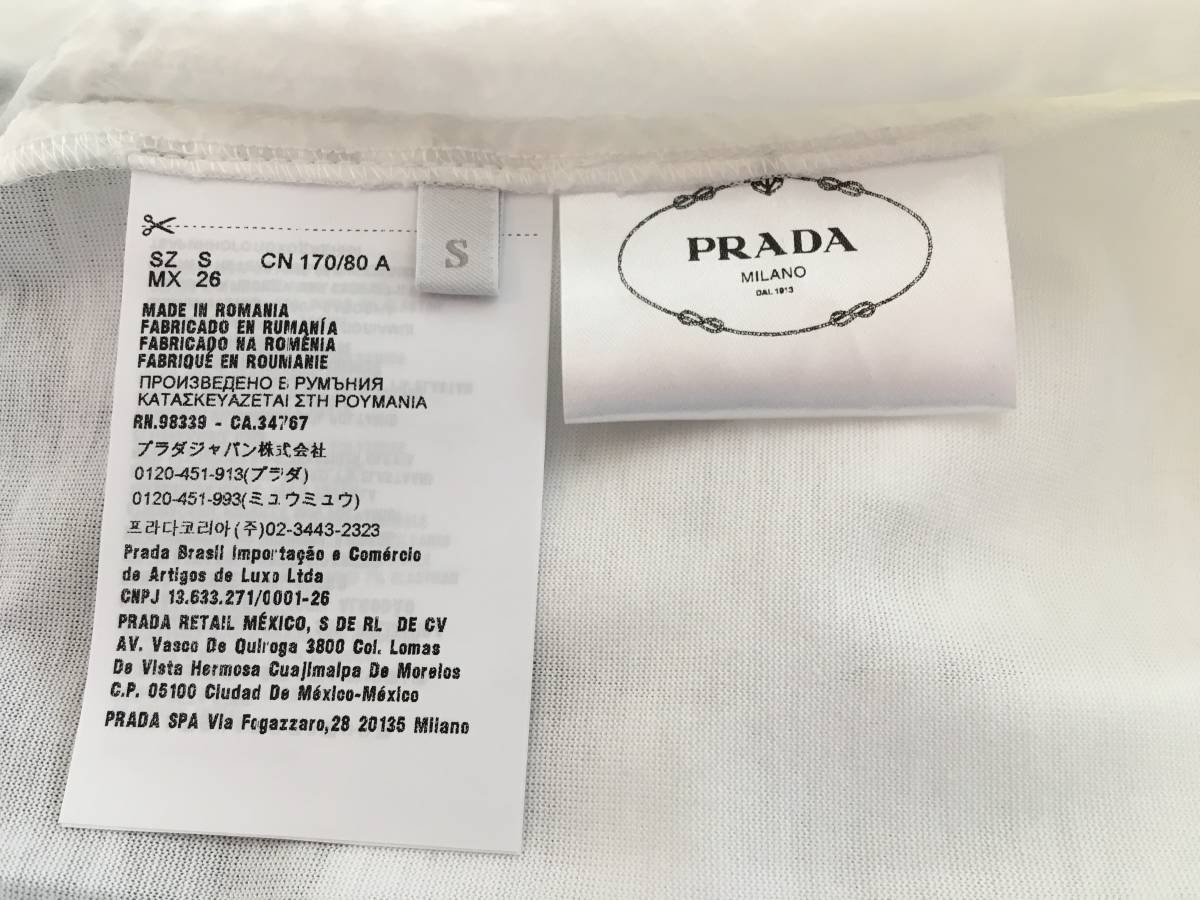 SZ S CN 170/80 A
MX 26
S
MADE IN ROMANIA
FABRICADO EN RUMANÍA
FABRICADO NA ROMÉNIA
FABRIQUÉ EN ROUMANIE
ПРОИЗВЕДЕНО В РУМЪНИЯ
ΚΑΤΑΣΚΕΥΑΖΕΤΑΙ ΣΤΗ ΡΟΥΜΑΝΙΑ
RN.98339 - CA.34767
プラダジャパン株式会社
0120-451-913(プラダ)
0120-451-993(ミュウミュウ)
프라다코리아(주)02-3443-2323
Prada Brasil Importação e Comércio
de Artigos de Luxo Ltda
CNPJ 13.633.271/0001-26
PRADA RETAIL MÉXICO, S DE RL DE CV
AV. Vasco De Quiroga 3800 Col. Lomas
De Vista Hermosa Cuajimalpa De Morelos
C.P. 05100 Ciudad De México-México
PRADA SPA Via Fogazzaro,28 20135 Milano
PRADA
MILANO
DAL 1913